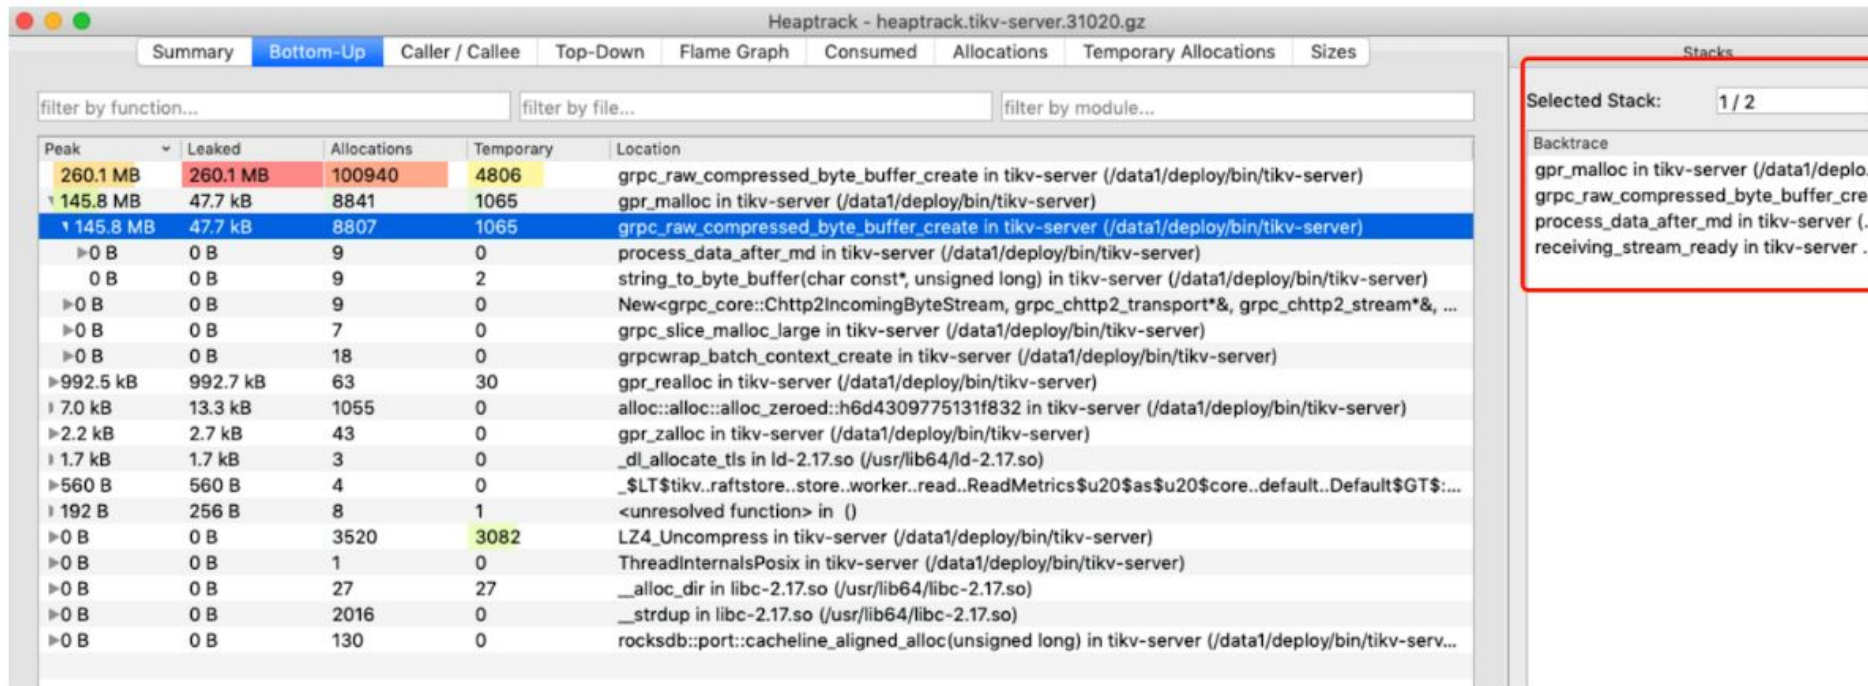 Heaptrack - heaptrack.tikv-server.31020.gz
Summary Bottom-Up Caller / Callee Top-Down Flame Graph Consumed Allocations Temporary Allocations Sizes
Stacks
filter by function... filter by file... filter by module...
Selected Stack: 1 / 2
Peak Leaked Allocations Temporary Location
Backtrace
260.1 MB 260.1 MB 100940 4806 grpc_raw_compressed_byte_buffer_create in tikv-server (/data1/deploy/bin/tikv-server)
145.8 MB 47.7 kB 8841 1065 gpr_malloc in tikv-server (/data1/deploy/bin/tikv-server)
145.8 MB 47.7 kB 8807 1065 grpc_raw_compressed_byte_buffer_create in tikv-server (/data1/deploy/bin/tikv-server)
0 B 0 B 9 0 process_data_after_md in tikv-server (/data1/deploy/bin/tikv-server)
0 B 0 B 9 2 string_to_byte_buffer(char const*, unsigned long) in tikv-server (/data1/deploy/bin/tikv-server)
0 B 0 B 9 0 New<grpc_core::Chttp2IncomingByteStream, grpc_chttp2_transport*&, grpc_chttp2_stream*&, ...
0 B 0 B 7 0 grpc_slice_malloc_large in tikv-server (/data1/deploy/bin/tikv-server)
0 B 0 B 18 0 grpcwrap_batch_context_create in tikv-server (/data1/deploy/bin/tikv-server)
992.5 kB 992.7 kB 63 30 gpr_realloc in tikv-server (/data1/deploy/bin/tikv-server)
7.0 kB 13.3 kB 1055 0 alloc::alloc::alloc_zeroed::h6d4309775131f832 in tikv-server (/data1/deploy/bin/tikv-server)
2.2 kB 2.7 kB 43 0 gpr_zalloc in tikv-server (/data1/deploy/bin/tikv-server)
1.7 kB 1.7 kB 3 0 _dl_allocate_tls in ld-2.17.so (/usr/lib64/ld-2.17.so)
560 B 560 B 4 0 _$LT$tikv..raftstore..store..worker..read..ReadMetrics$u20$as$u20$core..default..Default$GT$:...
192 B 256 B 8 1 <unresolved function> in ()
0 B 0 B 3520 3082 LZ4_Uncompress in tikv-server (/data1/deploy/bin/tikv-server)
0 B 0 B 1 0 ThreadInternalsPosix in tikv-server (/data1/deploy/bin/tikv-server)
0 B 0 B 27 27 __alloc_dir in libc-2.17.so (/usr/lib64/libc-2.17.so)
0 B 0 B 2016 0 __strdup in libc-2.17.so (/usr/lib64/libc-2.17.so)
0 B 0 B 130 0 rocksdb::port::cacheline_aligned_alloc(unsigned long) in tikv-server (/data1/deploy/bin/tikv-serv...
gpr_malloc in tikv-server (/data1/deplo.
grpc_raw_compressed_byte_buffer_cre
process_data_after_md in tikv-server (.
receiving_stream_ready in tikv-server .